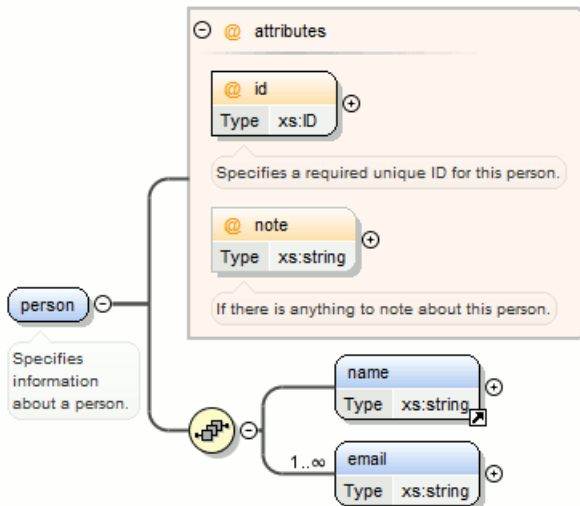 @ attributes
@ id
Type xs:ID
Specifies a required unique ID for this person.
@ note
Type xs:string
If there is anything to note about this person.
person
Specifies
information
about a person.
name
Type xs:string
1..∞
email
Type xs:string